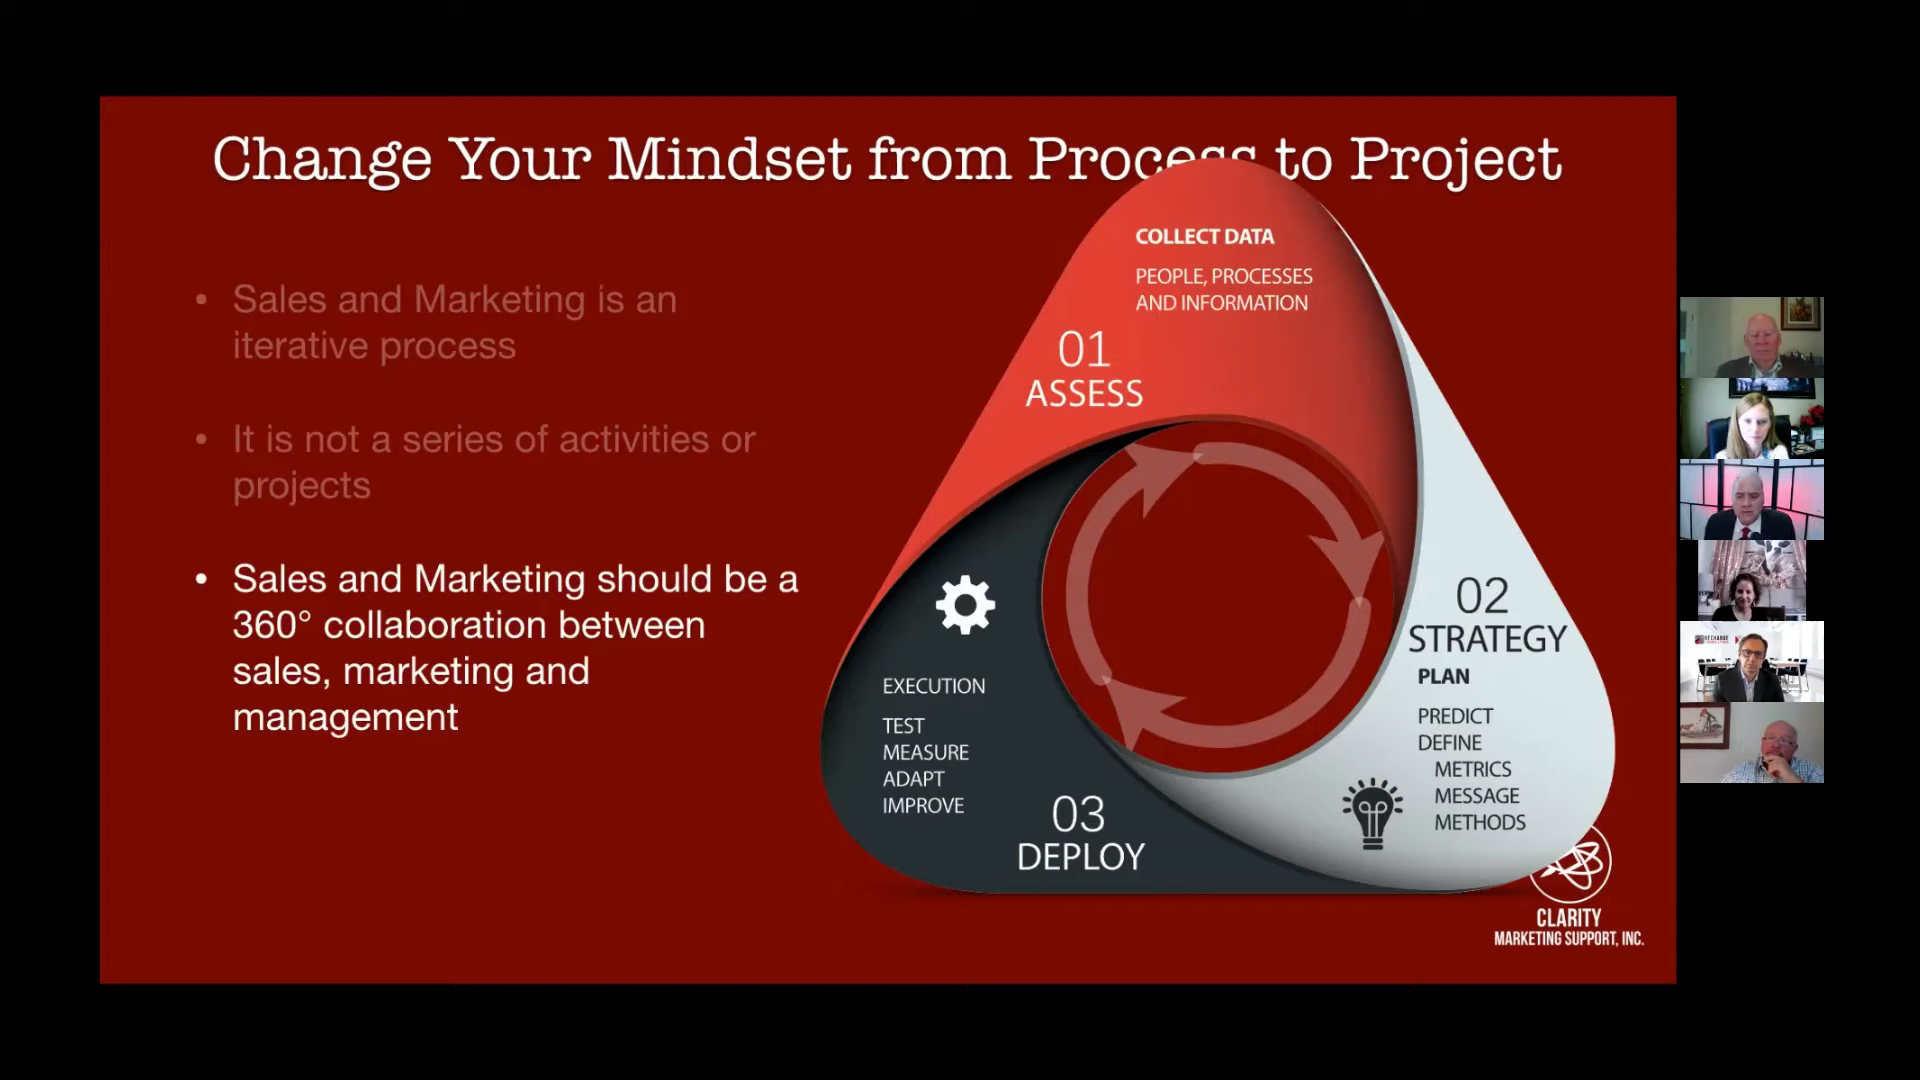 Change Your Mindset from Process to Project
• Sales and Marketing is an
iterative process
• It is not a series of activities or
projects
• Sales and Marketing should be a
360° collaboration between
sales, marketing and
management
COLLECT DATA
PEOPLE, PROCESSES
AND INFORMATION
01
ASSESS
02
STRATEGY
PLAN
PREDICT
DEFINE
METRICS
MESSAGE
METHODS
EXECUTION
TEST
MEASURE
ADAPT
IMPROVE
03
DEPLOY
CLARITY
MARKETING SUPPORT, INC.